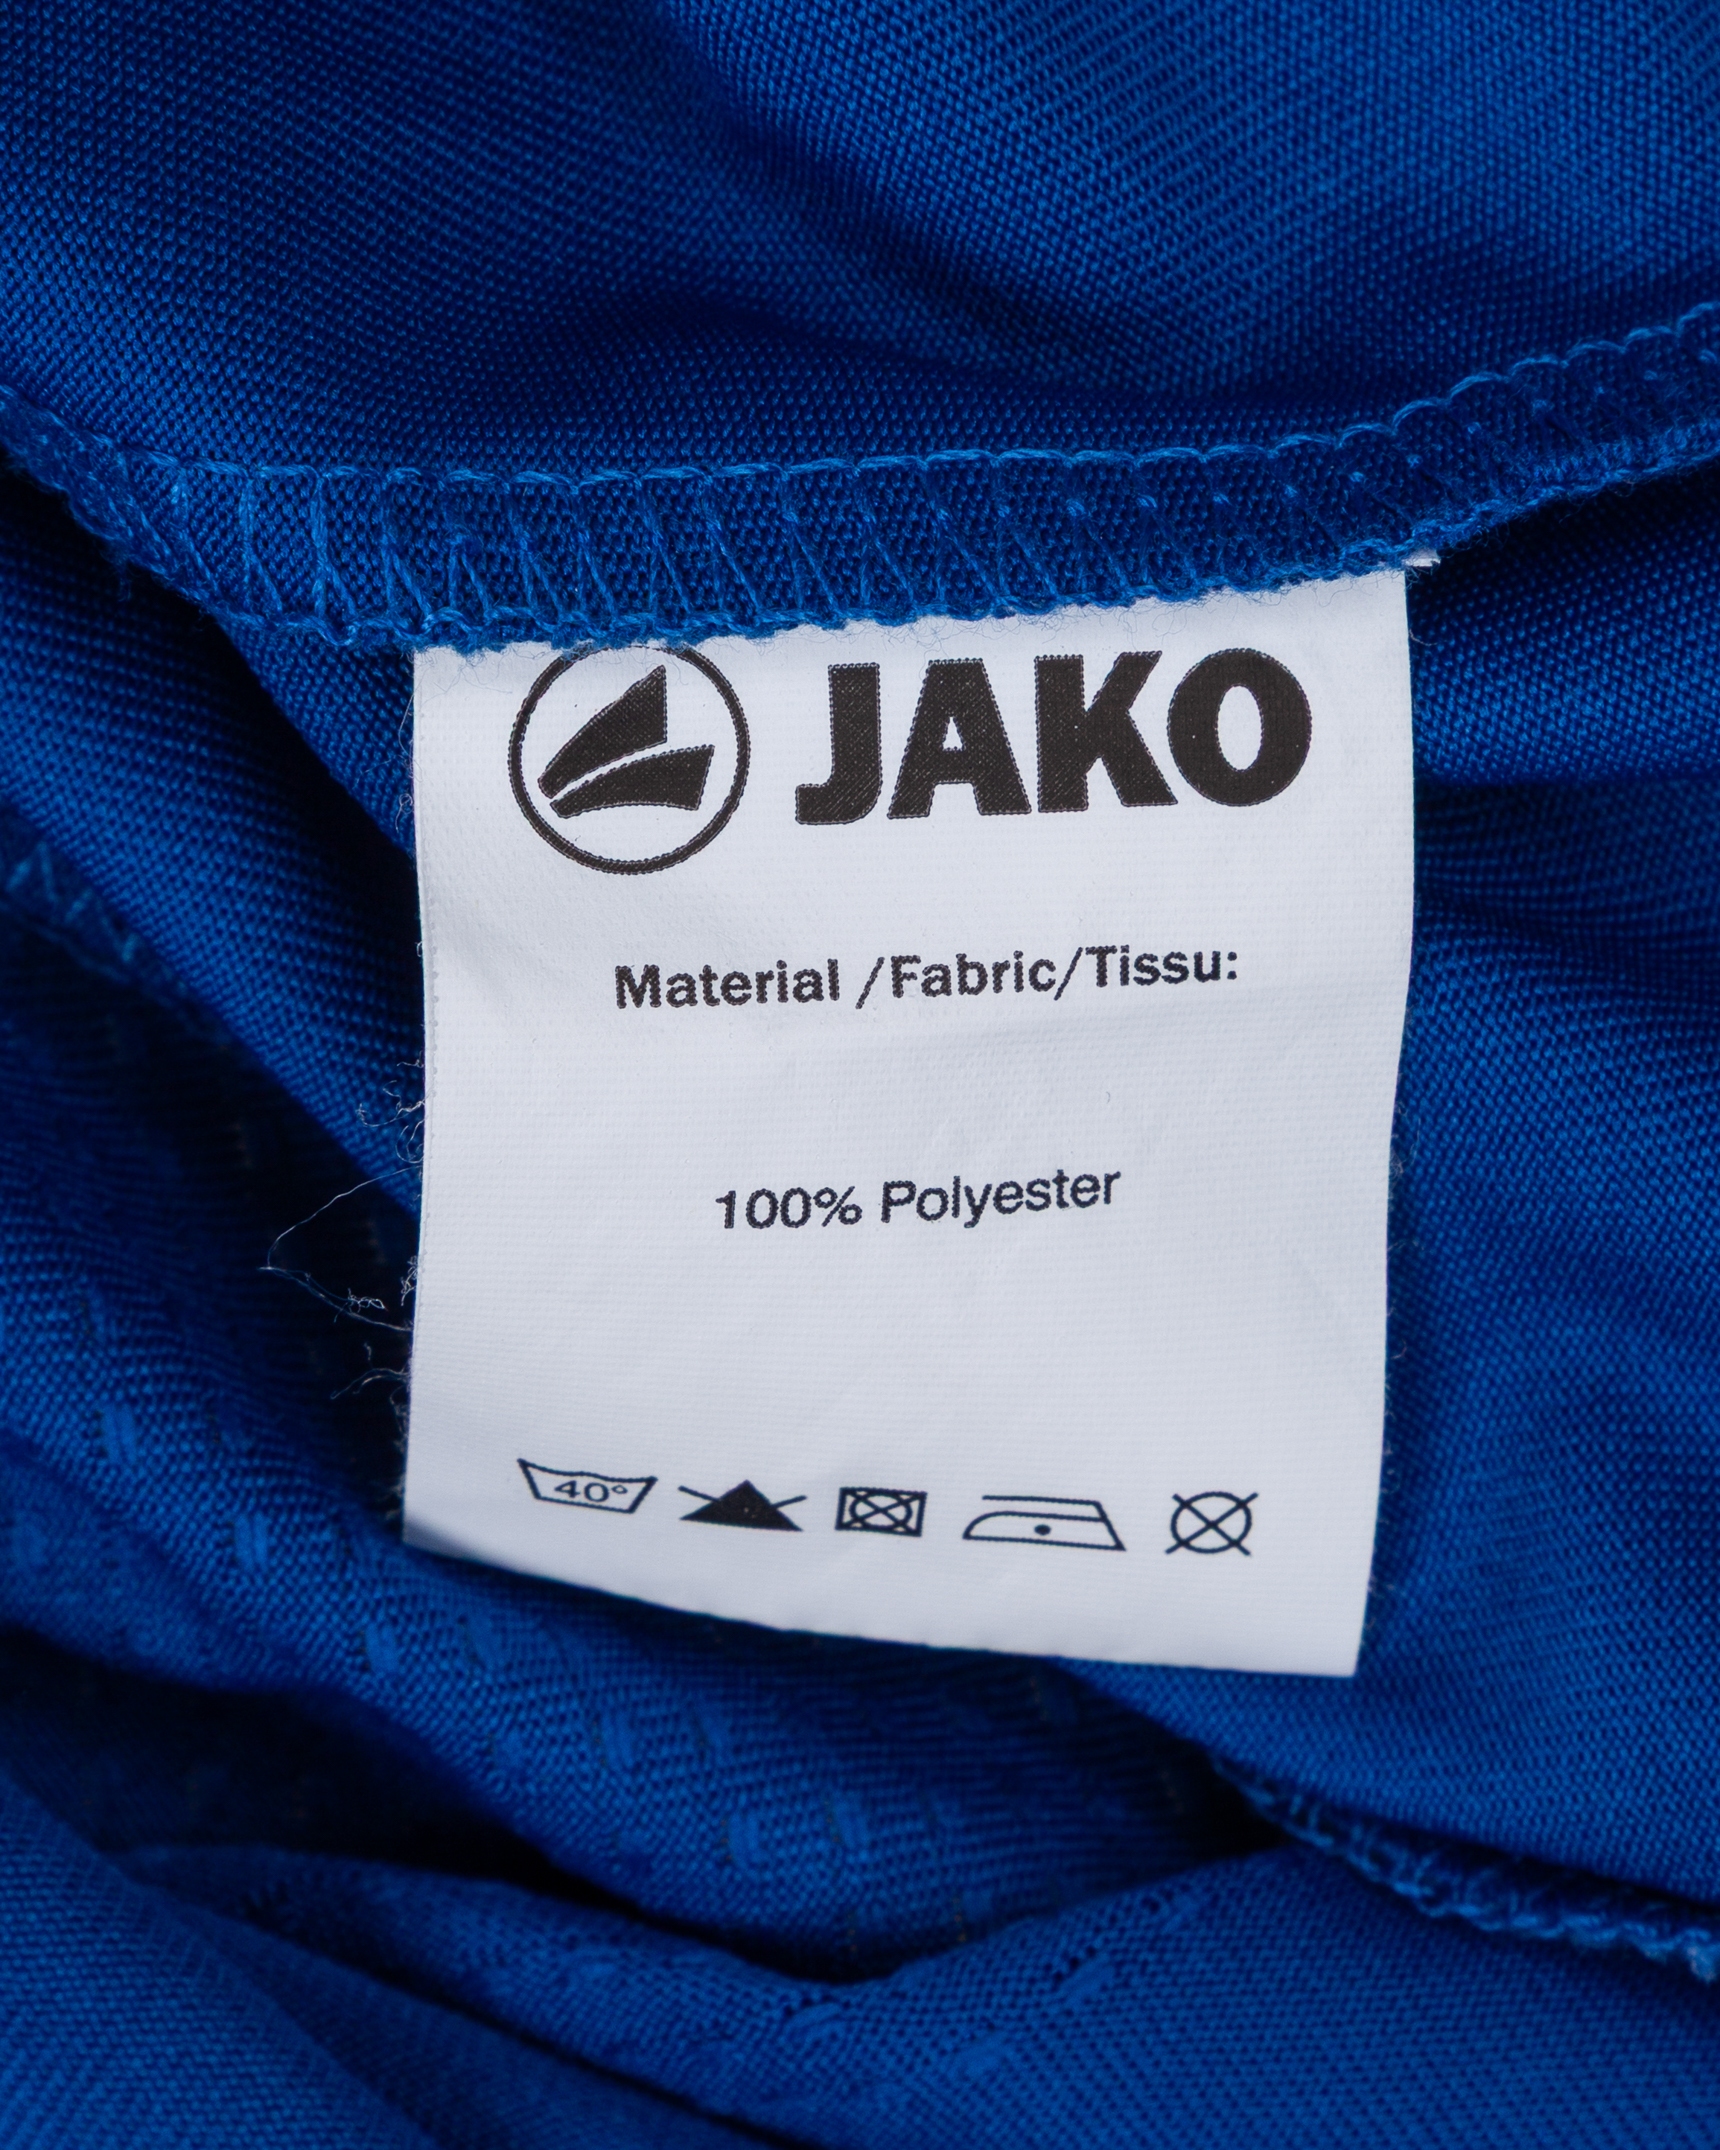 JAKO
Material /Fabric/Tissu:
100% Polyester
40°